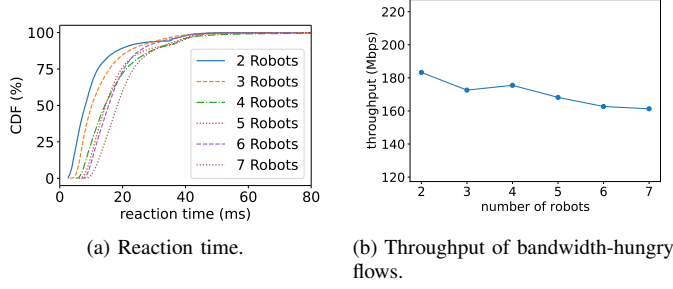 100
75
50
25
0
CDF (%)
0
20
40
60
80
reaction time (ms)
2 Robots
3 Robots
4 Robots
5 Robots
6 Robots
7 Robots
(a) Reaction time.
220
200
180
160
140
120
throughput (Mbps)
2
3
4
5
6
7
number of robots
(b) Throughput of bandwidth-hungry
flows.